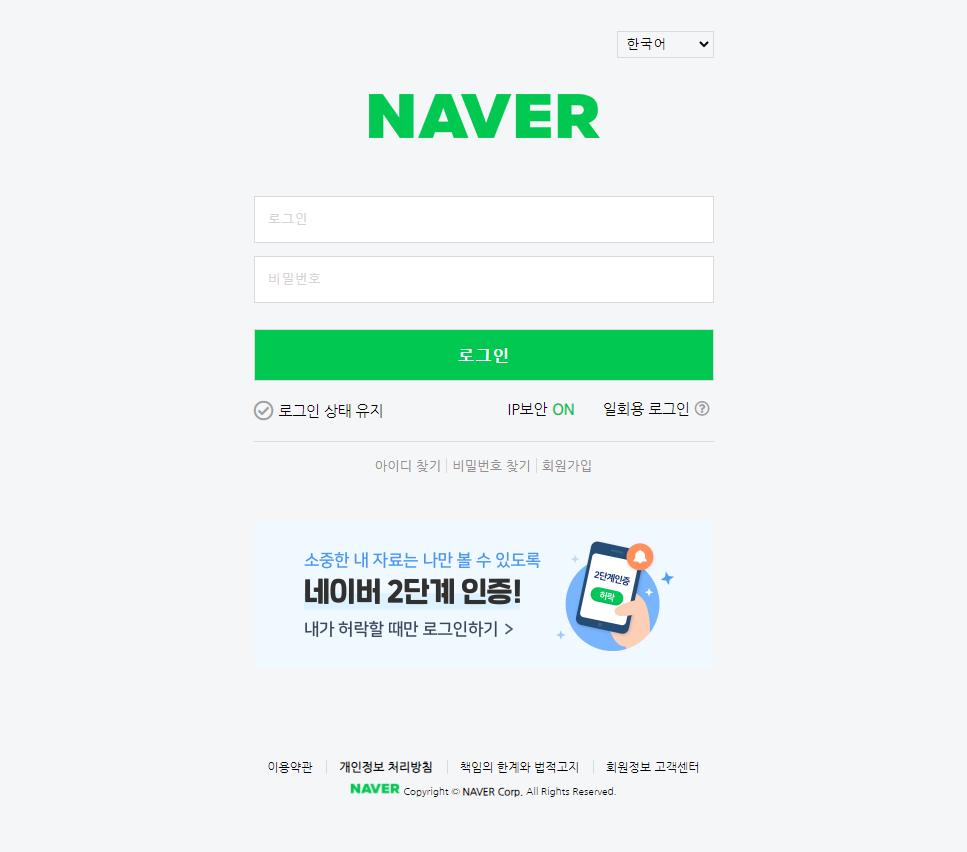 한국어
NAVER
로그인
비밀번호
로그인
로그인 상태 유지 IP보안 ON 일회용 로그인
아이디 찾기 비밀번호 찾기 회원가입
소중한 내 자료는 나만 볼 수 있도록
네이버 2단계 인증!
내가 허락할 때만 로그인하기 >
2단계인증
허락
이용약관 개인정보 처리방침 책임의 한계와 법적고지 회원정보 고객센터
NAVER Copyright © NAVER Corp. All Rights Reserved.